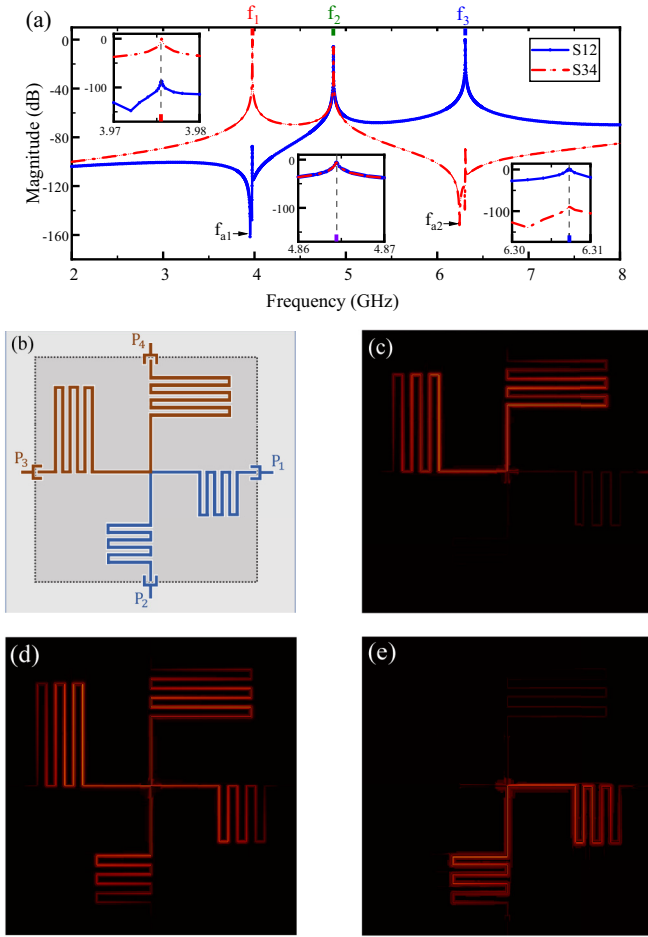 (a)
f₁
f₂
f₃
0
-40
-80
-120
-160
Magnitude (dB)
0
-100
3.97
3.98
0
-100
4.86
4.87
0
-100
6.30
6.31
S12
S34
fₐ₁
fₐ₂
2
3
4
5
6
7
8
Frequency (GHz)
(b)
P₄
P₃
P₁
P₂
(c)
(d)
(e)